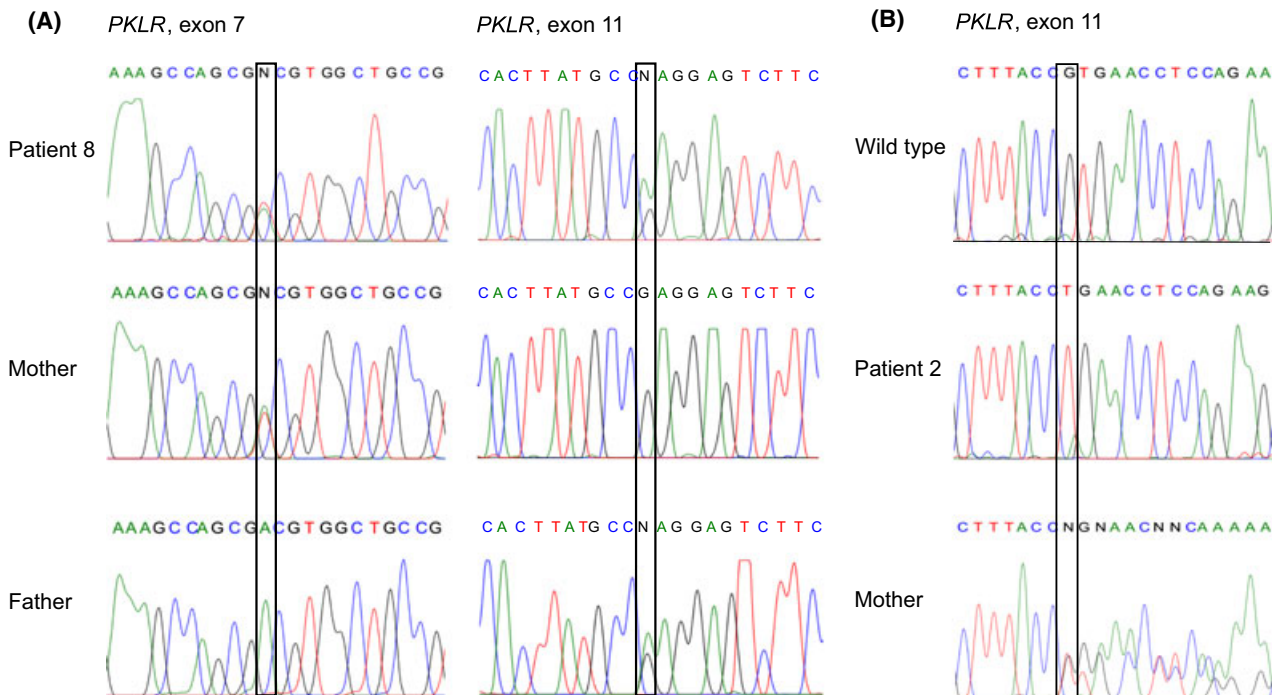 (A) PKLR, exon 7 PKLR, exon 11 (B) PKLR, exon 11
AAAGCCAGCGNCGTGGCTGCCG CACTTATGCCNAGGAGTCTTC CTTTACCGTGAACCTCCAGAA
Patient 8 Wild type
AAAGCCAGCGNCGTGGCTGCCG CACTTATGCCGAGGAGTCTTC CTTTACCTGAACCTCCAGAAG
Mother Patient 2
AAAGCCAGCGACGTGGCTGCCG CACTTATGCCNAGGAGTCTTC CTTTACCNGNAACNNCAAAAA
Father Mother